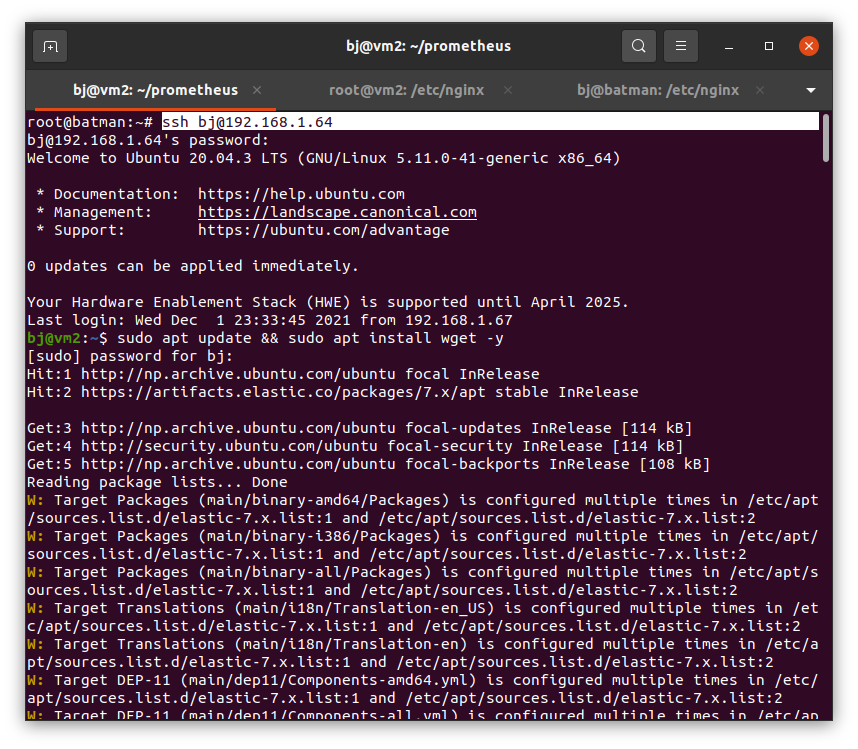 bj@vm2: ~/prometheus
bj@vm2: ~/prometheus × root@vm2: /etc/nginx × bj@batman: /etc/nginx ×
root@batman:~# ssh bj@192.168.1.64
bj@192.168.1.64's password:
Welcome to Ubuntu 20.04.3 LTS (GNU/Linux 5.11.0-41-generic x86_64)
* Documentation:  https://help.ubuntu.com
* Management:     https://landscape.canonical.com
* Support:        https://ubuntu.com/advantage
0 updates can be applied immediately.
Your Hardware Enablement Stack (HWE) is supported until April 2025.
Last login: Wed Dec  1 23:33:45 2021 from 192.168.1.67
bj@vm2:~$ sudo apt update && sudo apt install wget -y
[sudo] password for bj:
Hit:1 http://np.archive.ubuntu.com/ubuntu focal InRelease
Hit:2 https://artifacts.elastic.co/packages/7.x/apt stable InRelease
Get:3 http://np.archive.ubuntu.com/ubuntu focal-updates InRelease [114 kB]
Get:4 http://security.ubuntu.com/ubuntu focal-security InRelease [114 kB]
Get:5 http://np.archive.ubuntu.com/ubuntu focal-backports InRelease [108 kB]
Reading package lists... Done
W: Target Packages (main/binary-amd64/Packages) is configured multiple times in /etc/apt
/sources.list.d/elastic-7.x.list:1 and /etc/apt/sources.list.d/elastic-7.x.list:2
W: Target Packages (main/binary-i386/Packages) is configured multiple times in /etc/apt/
sources.list.d/elastic-7.x.list:1 and /etc/apt/sources.list.d/elastic-7.x.list:2
W: Target Packages (main/binary-all/Packages) is configured multiple times in /etc/apt/s
ources.list.d/elastic-7.x.list:1 and /etc/apt/sources.list.d/elastic-7.x.list:2
W: Target Translations (main/i18n/Translation-en_US) is configured multiple times in /et
c/apt/sources.list.d/elastic-7.x.list:1 and /etc/apt/sources.list.d/elastic-7.x.list:2
W: Target Translations (main/i18n/Translation-en) is configured multiple times in /etc/a
pt/sources.list.d/elastic-7.x.list:1 and /etc/apt/sources.list.d/elastic-7.x.list:2
W: Target DEP-11 (main/dep11/Components-amd64.yml) is configured multiple times in /etc/
apt/sources.list.d/elastic-7.x.list:1 and /etc/apt/sources.list.d/elastic-7.x.list:2
W: Target DEP-11 (main/dep11/Components-all.yml) is configured multiple times in /etc/ap